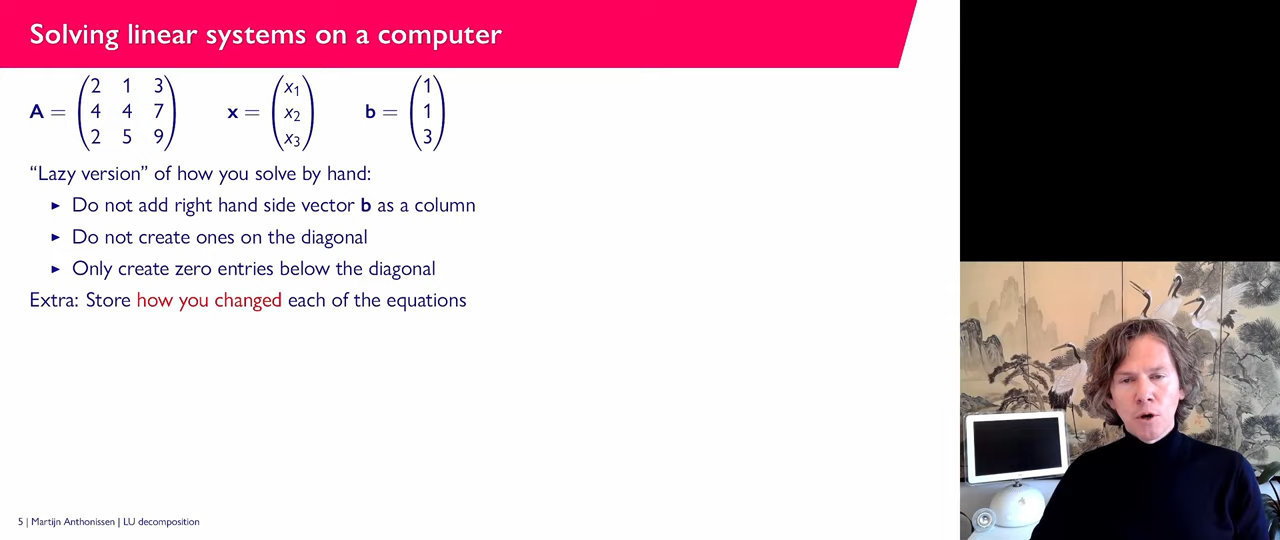 Solving linear systems on a computer
A = (2 1 3
4 4 7
2 5 9) x = (x₁
x₂
x₃) b = (1
1
3)
“Lazy version” of how you solve by hand:
▸ Do not add right hand side vector b as a column
▸ Do not create ones on the diagonal
▸ Only create zero entries below the diagonal
Extra: Store how you changed each of the equations
5 | Martijn Anthonissen | LU decomposition